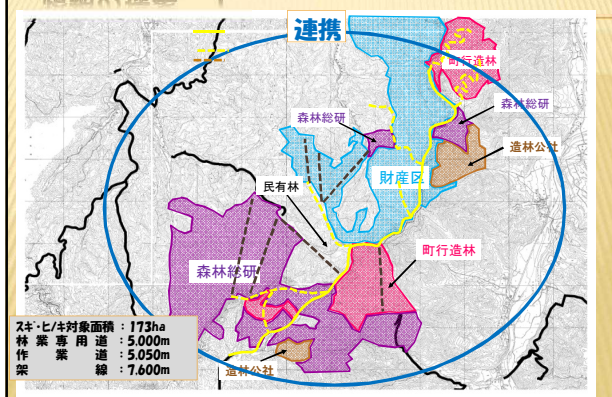 連携
町行造林
森林総研
森林総研
造林公社
財産区
民有林
町行造林
森林総研
造林公社
スギ・ヒノキ対象面積：173ha
林業専用道：5.000m
作業道：5.050m
架線：7.600m